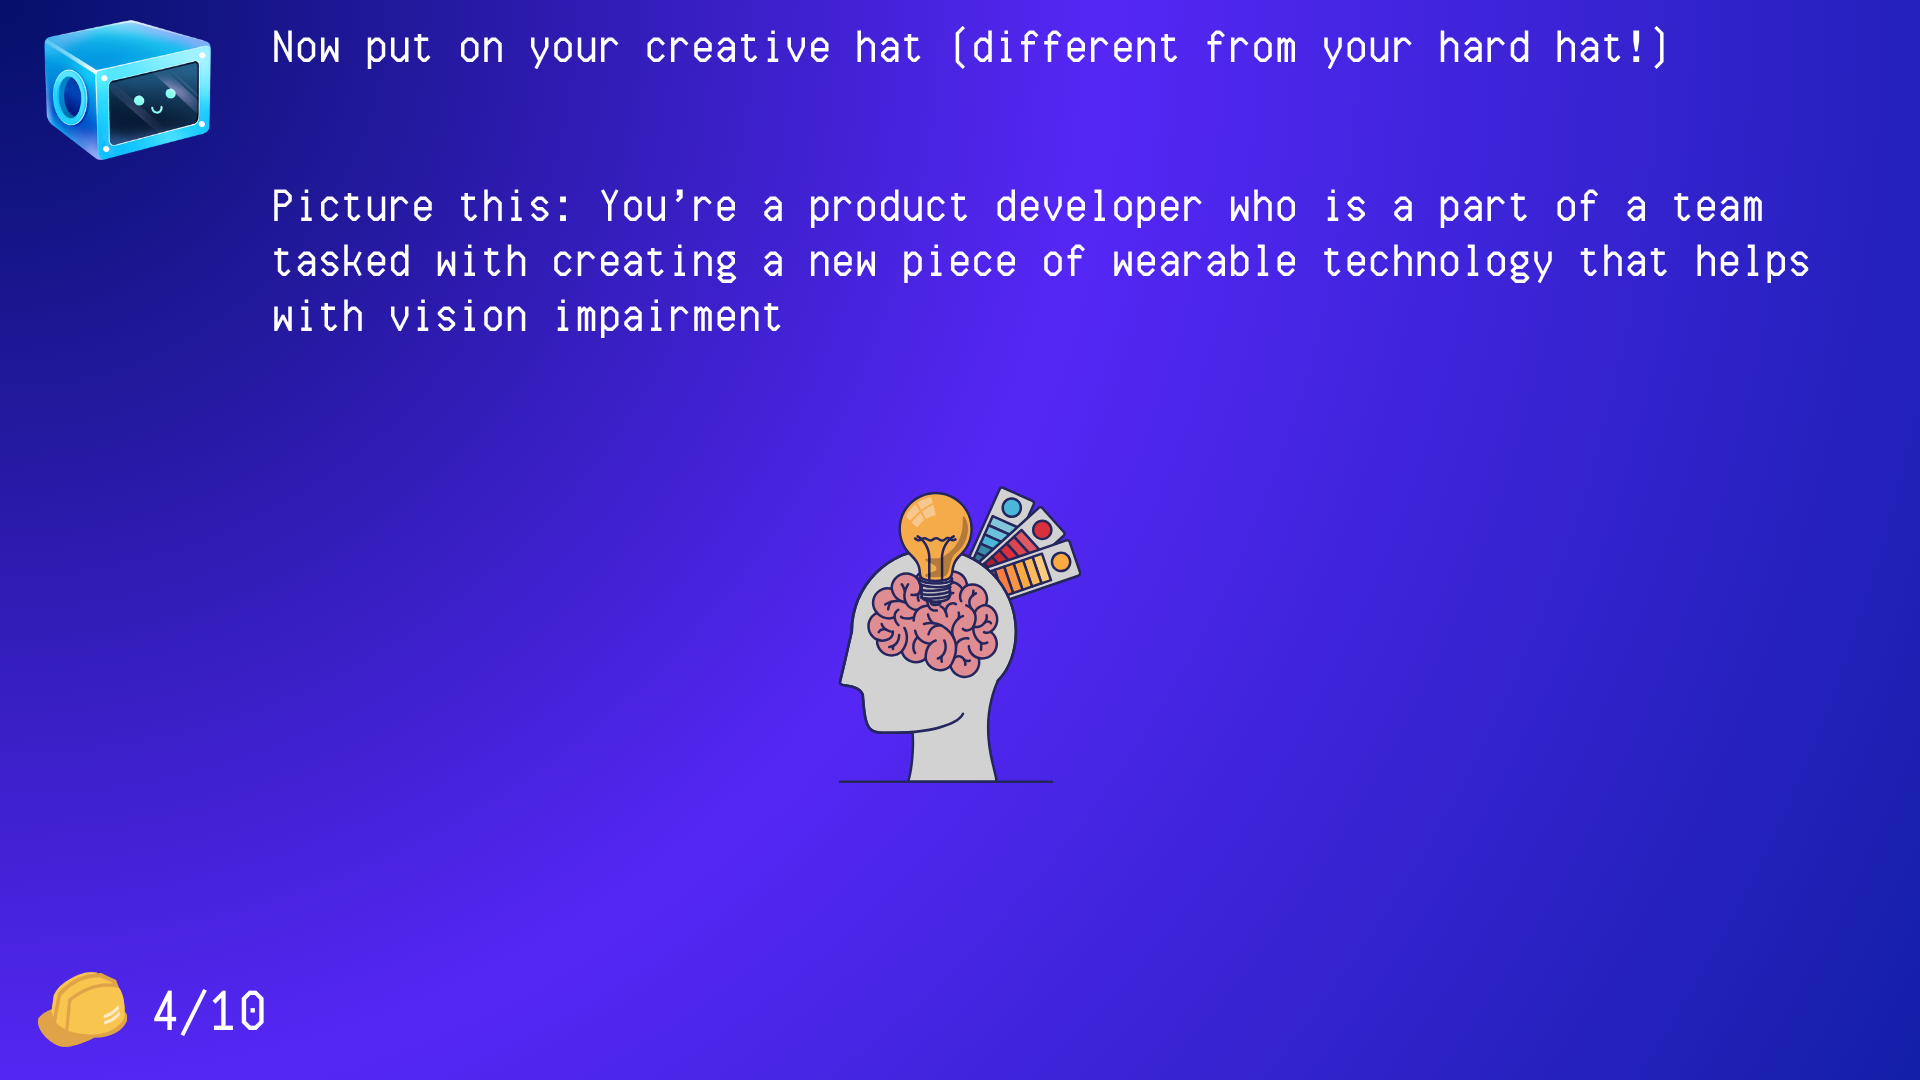 Now put on your creative hat (different from your hard hat!)
Picture this: You’re a product developer who is a part of a team
tasked with creating a new piece of wearable technology that helps
with vision impairment
4/10